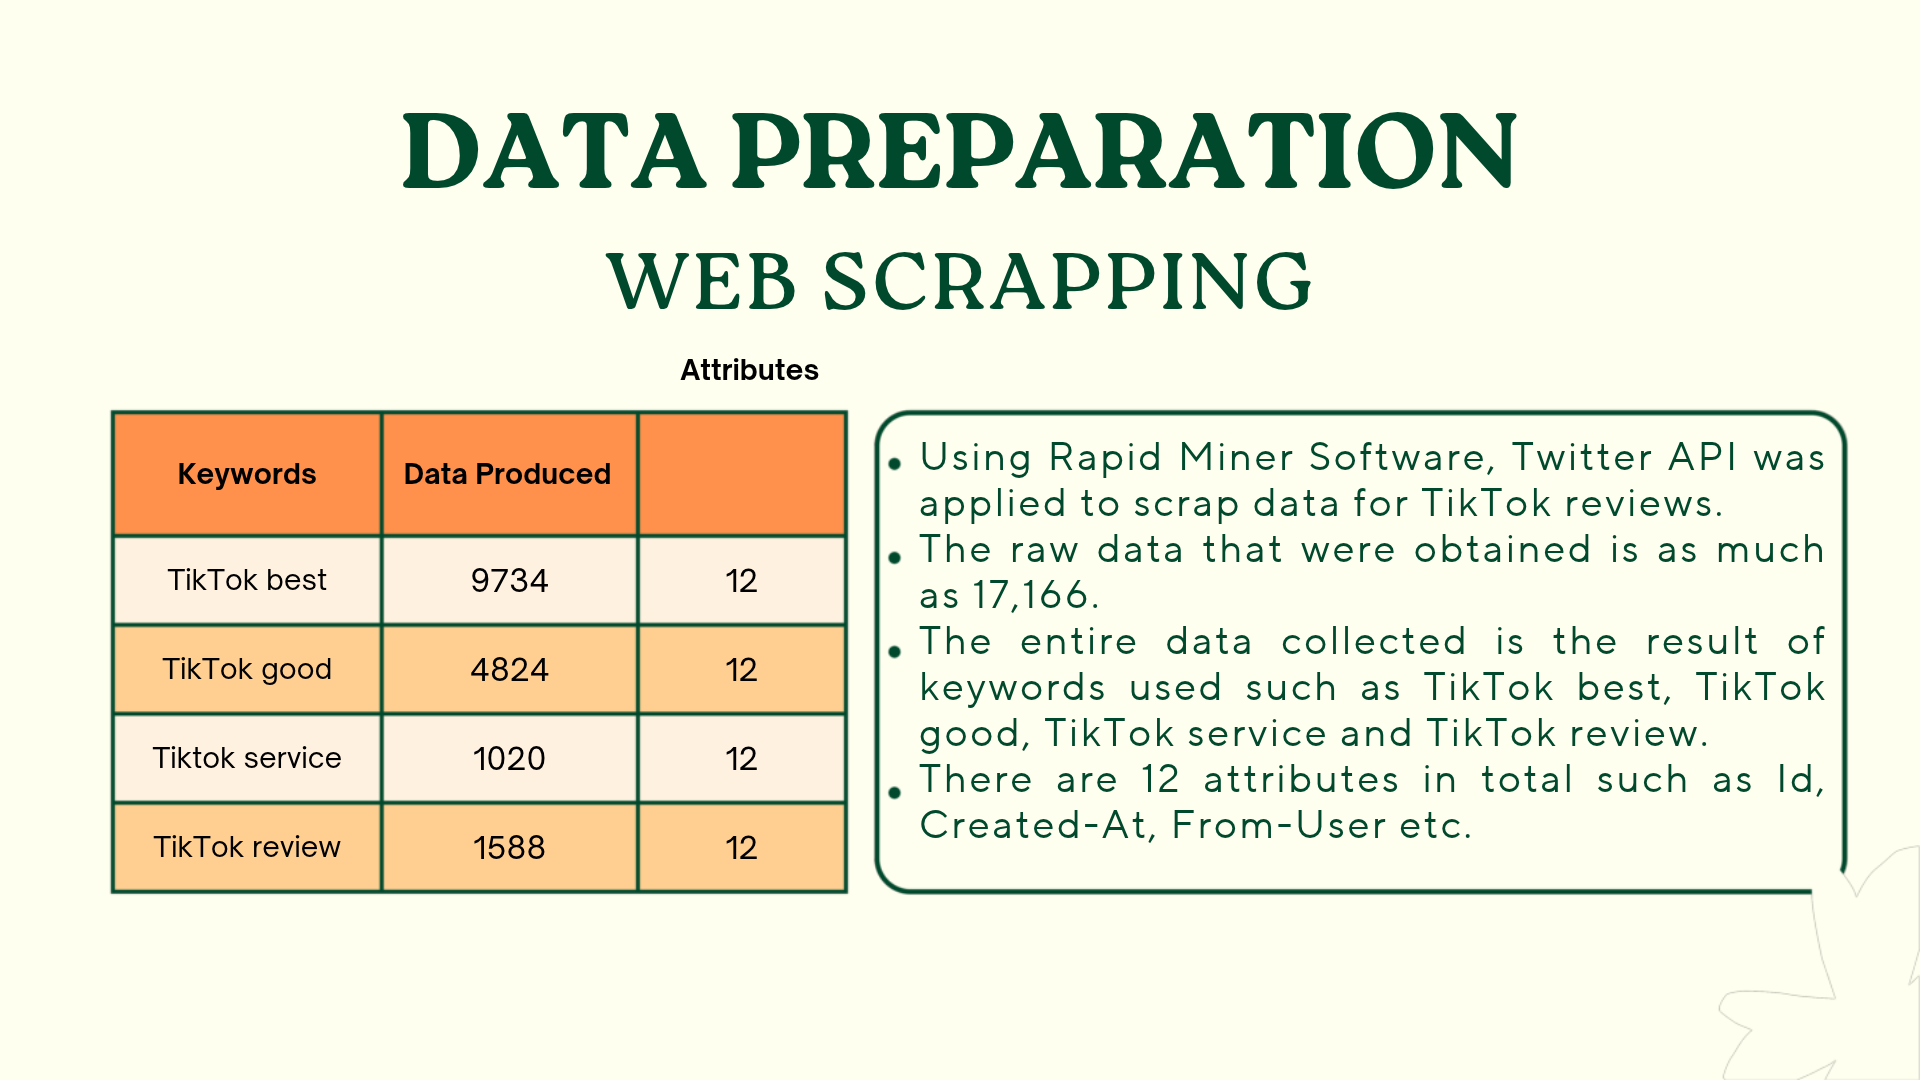 DATA PREPARATION
WEB SCRAPPING
Attributes
Keywords Data Produced
TikTok best 9734 12
TikTok good 4824 12
Tiktok service 1020 12
TikTok review 1588 12
• Using Rapid Miner Software, Twitter API was
applied to scrap data for TikTok reviews.
• The raw data that were obtained is as much
as 17,166.
• The entire data collected is the result of
keywords used such as TikTok best, TikTok
good, TikTok service and TikTok review.
• There are 12 attributes in total such as Id,
Created-At, From-User etc.